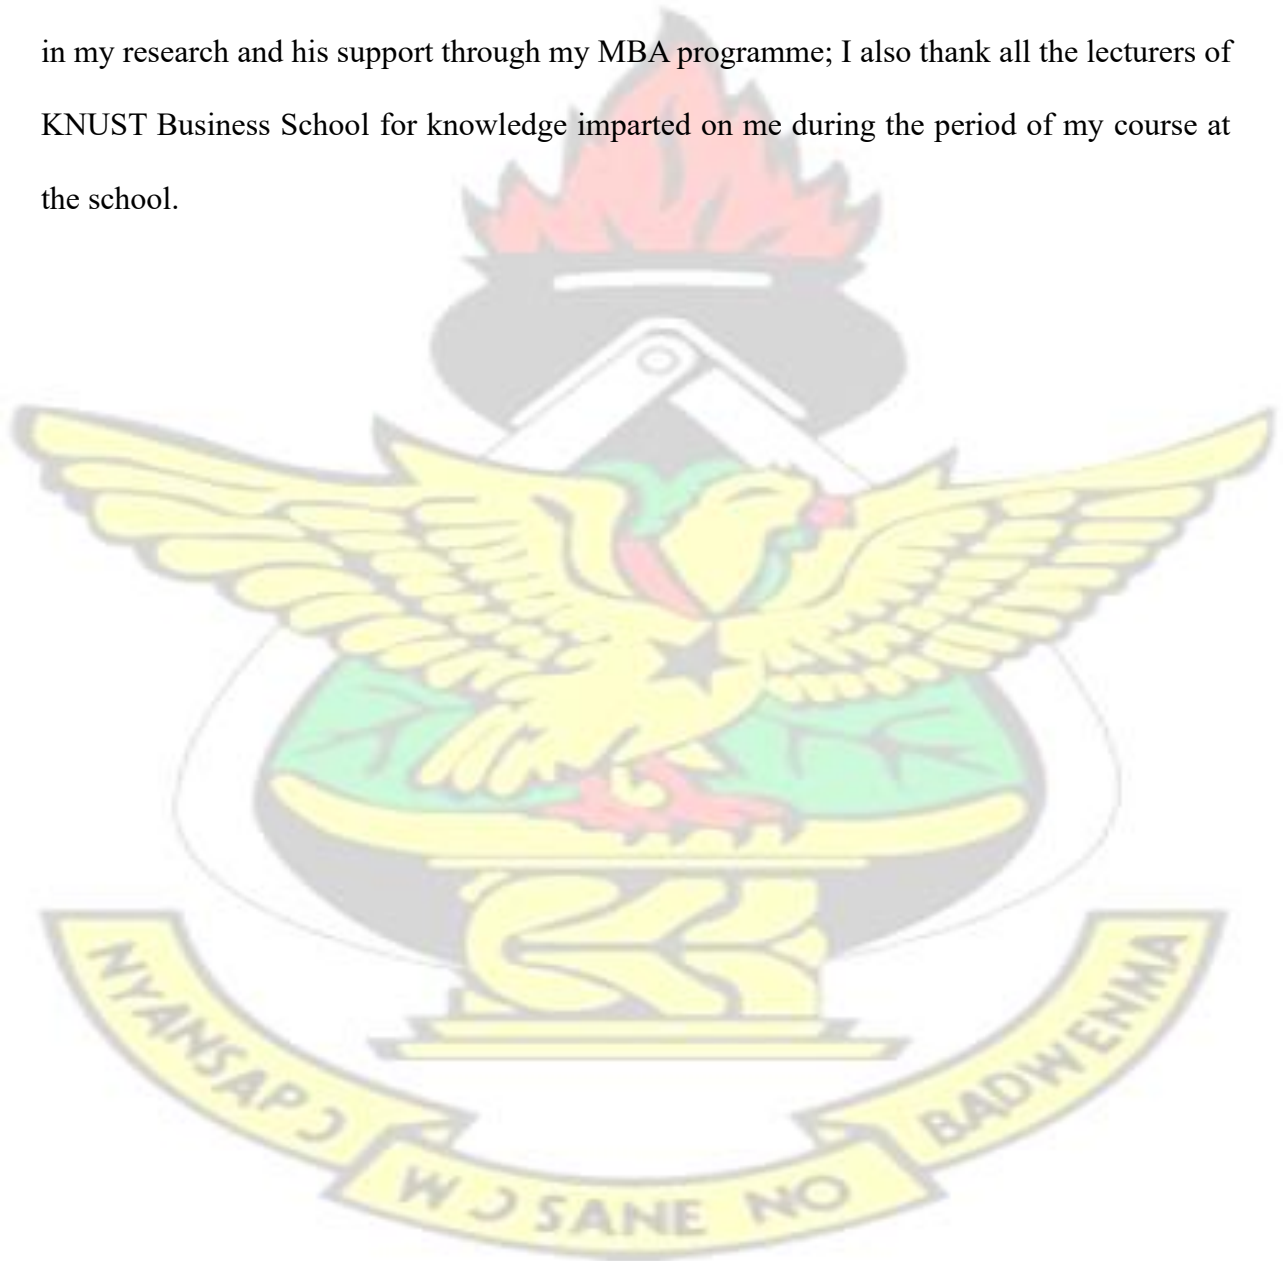 in my research and his support through my MBA programme; I also thank all the lecturers of
KNUST Business School for knowledge imparted on me during the period of my course at
the school.
NYANSAPƆ
WƆSANE NO
BADWENMA